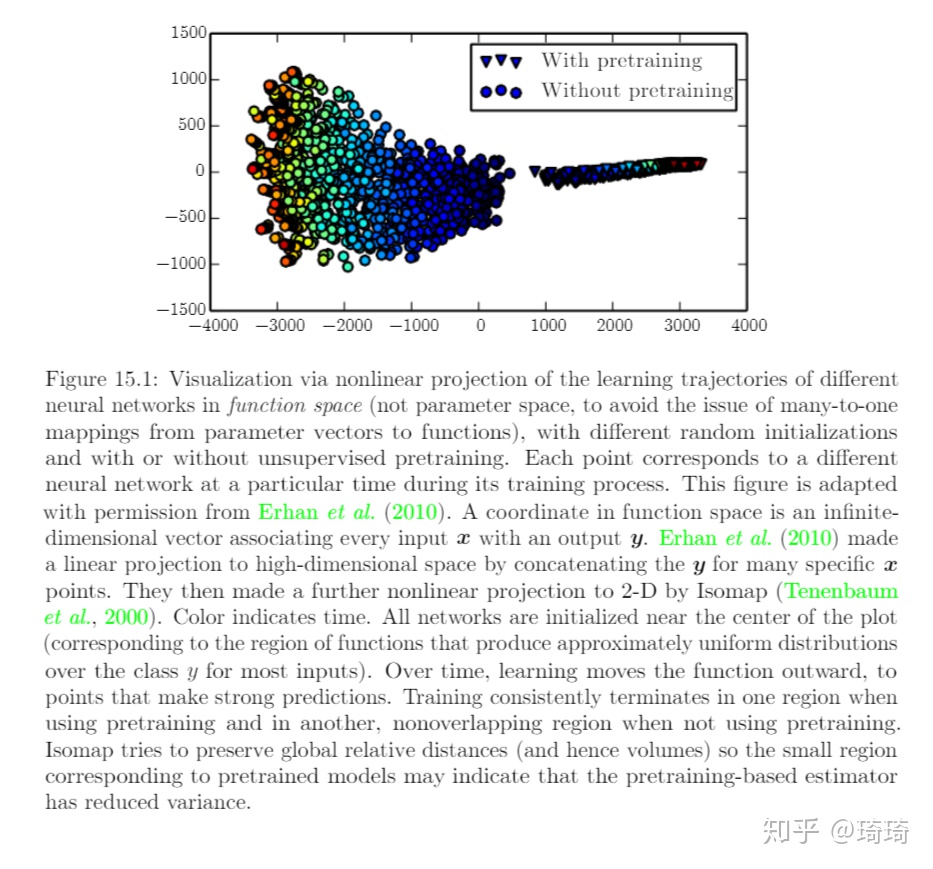 1500
1000
500
0
−500
−1000
−1500
−4000 −3000 −2000 −1000 0 1000 2000 3000 4000
With pretraining
Without pretraining
Figure 15.1: Visualization via nonlinear projection of the learning trajectories of different
neural networks in function space (not parameter space, to avoid the issue of many-to-one
mappings from parameter vectors to functions), with different random initializations
and with or without unsupervised pretraining. Each point corresponds to a different
neural network at a particular time during its training process. This figure is adapted
with permission from Erhan et al. (2010). A coordinate in function space is an infinite-
dimensional vector associating every input x with an output y. Erhan et al. (2010) made
a linear projection to high-dimensional space by concatenating the y for many specific x
points. They then made a further nonlinear projection to 2-D by Isomap (Tenenbaum
et al., 2000). Color indicates time. All networks are initialized near the center of the plot
(corresponding to the region of functions that produce approximately uniform distributions
over the class y for most inputs). Over time, learning moves the function outward, to
points that make strong predictions. Training consistently terminates in one region when
using pretraining and in another, nonoverlapping region when not using pretraining.
Isomap tries to preserve global relative distances (and hence volumes) so the small region
corresponding to pretrained models may indicate that the pretraining-based estimator
has reduced variance.
知乎 @琦琦